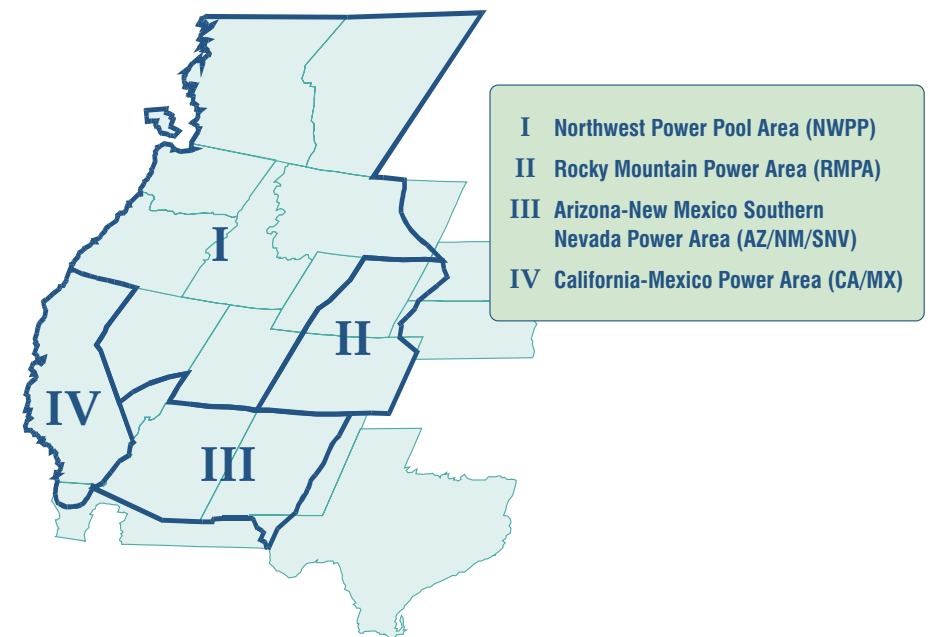 I Northwest Power Pool Area (NWPP)
II Rocky Mountain Power Area (RMPA)
III Arizona-New Mexico Southern
Nevada Power Area (AZ/NM/SNV)
IV California-Mexico Power Area (CA/MX)
I
II
IV
III